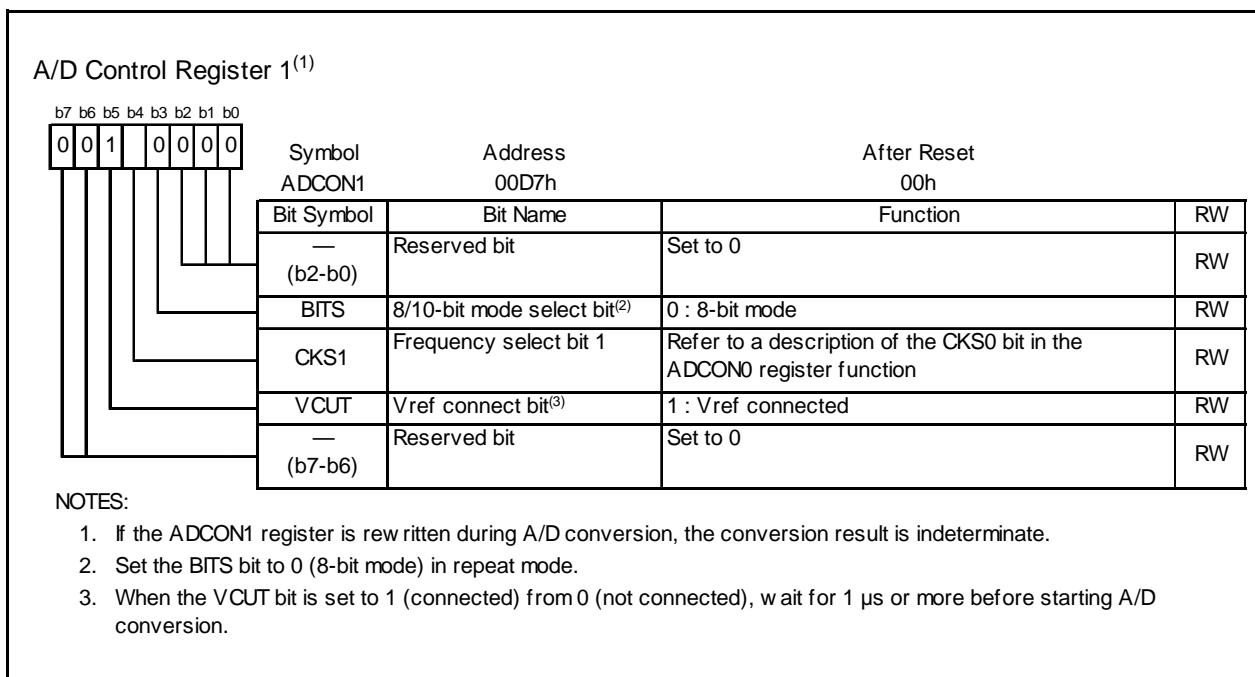 A/D Control Register 1(1)
b7 b6 b5 b4 b3 b2 b1 b0
0 0 1 0 0 0 0
Symbol Address After Reset
ADCON1 00D7h 00h
Bit Symbol Bit Name Function RW
— Reserved bit Set to 0 RW
(b2-b0)
BITS 8/10-bit mode select bit(2) 0 : 8-bit mode RW
CKS1 Frequency select bit 1 Refer to a description of the CKS0 bit in the RW
ADCON0 register function
VCUT Vref connect bit(3) 1 : Vref connected RW
— Reserved bit Set to 0 RW
(b7-b6)
NOTES:
1. If the ADCON1 register is rewritten during A/D conversion, the conversion result is indeterminate.
2. Set the BITS bit to 0 (8-bit mode) in repeat mode.
3. When the VCUT bit is set to 1 (connected) from 0 (not connected), wait for 1 µs or more before starting A/D
conversion.